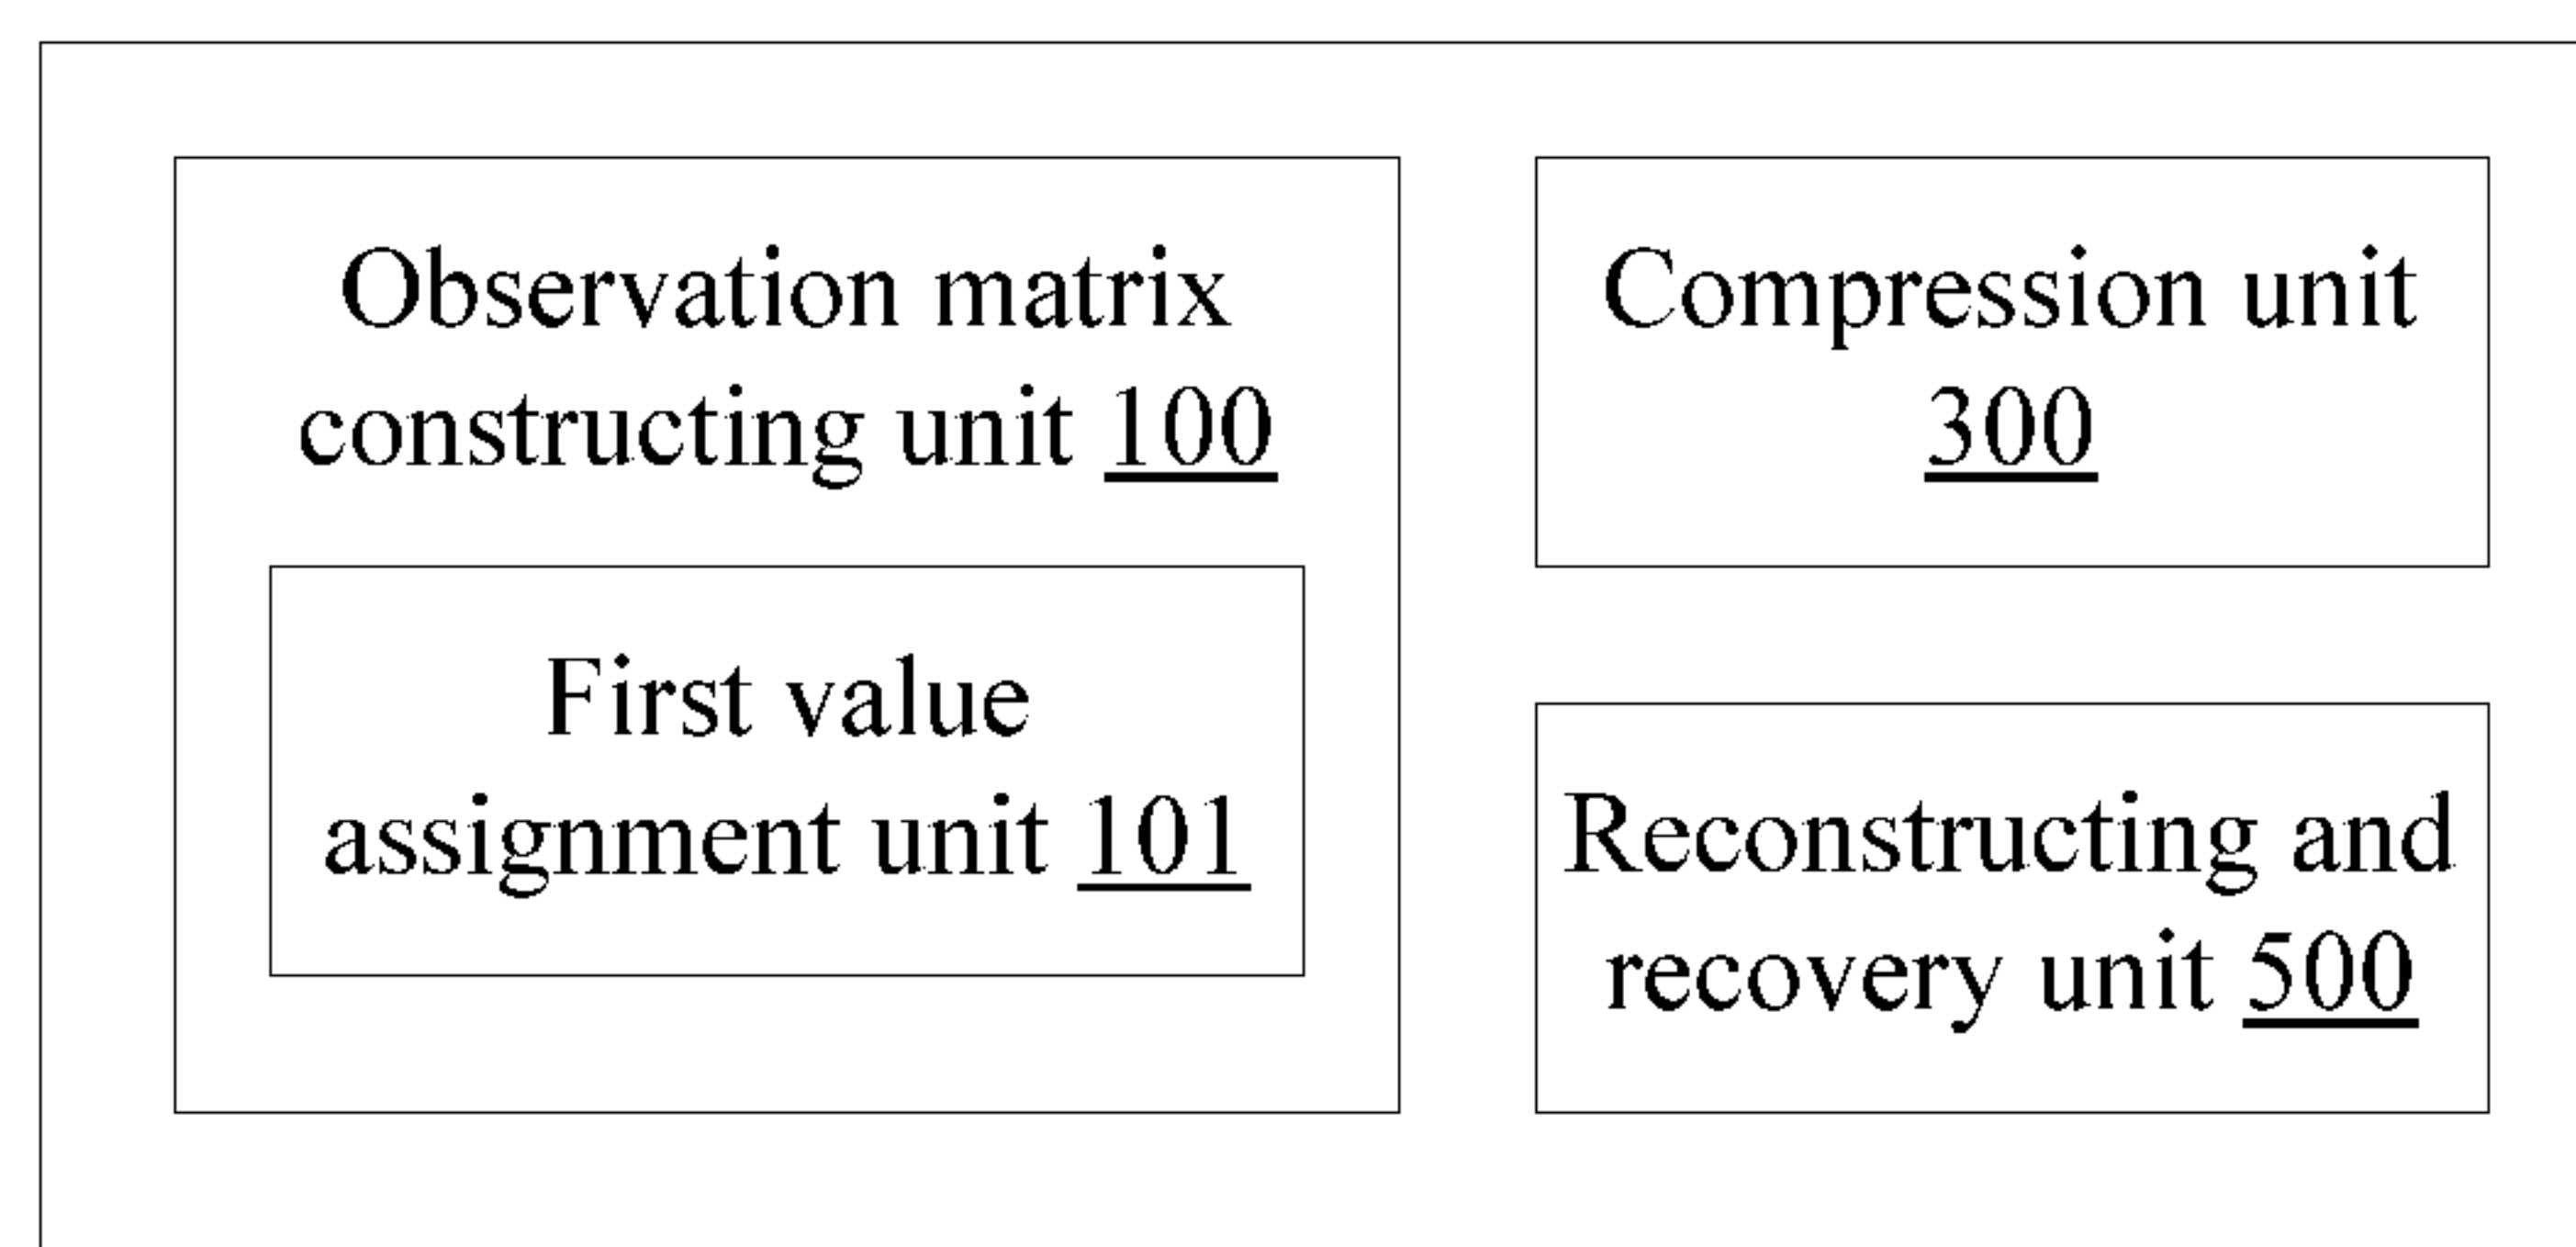 Observation matrix
constructing unit 100
First value
assignment unit 101
Compression unit
300
Reconstructing and
recovery unit 500